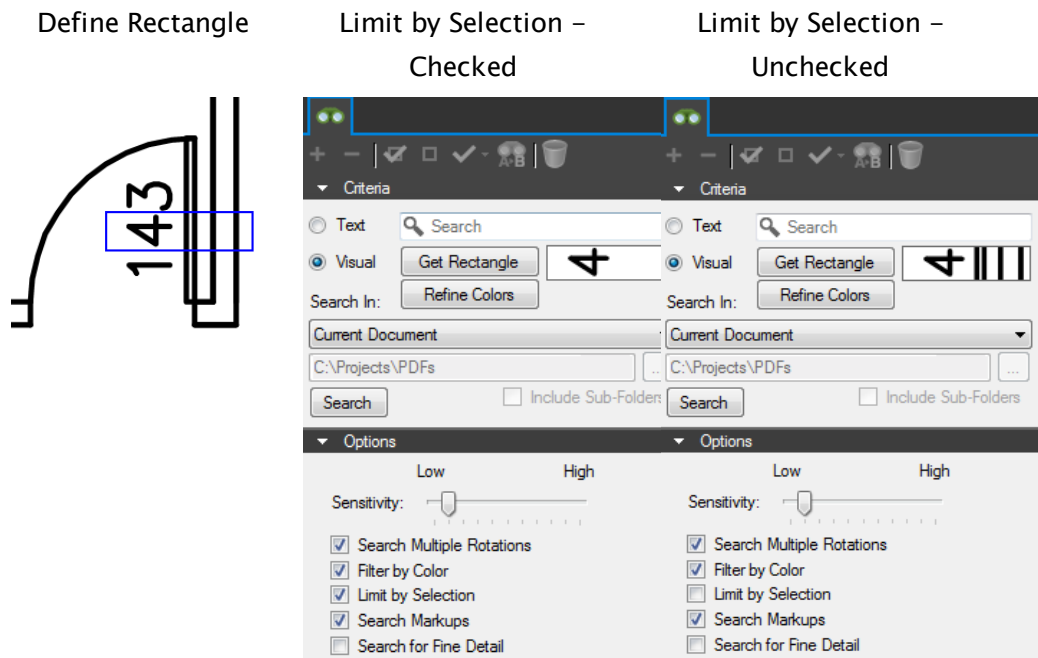 Define Rectangle
Limit by Selection –
Checked
Limit by Selection –
Unchecked
143
A+B
Criteria
Text
Search
Visual
Get Rectangle
4
Search In:
Refine Colors
Current Document
C:\Projects\PDFs
..
Search
Include Sub-Folders
Options
Low High
Sensitivity:
Search Multiple Rotations
Filter by Color
Limit by Selection
Search Markups
Search for Fine Detail
A+B
Criteria
Text
Search
Visual
Get Rectangle
4
Search In:
Refine Colors
Current Document
C:\Projects\PDFs
...
Search
Include Sub-Folders
Options
Low High
Sensitivity:
Search Multiple Rotations
Filter by Color
Limit by Selection
Search Markups
Search for Fine Detail